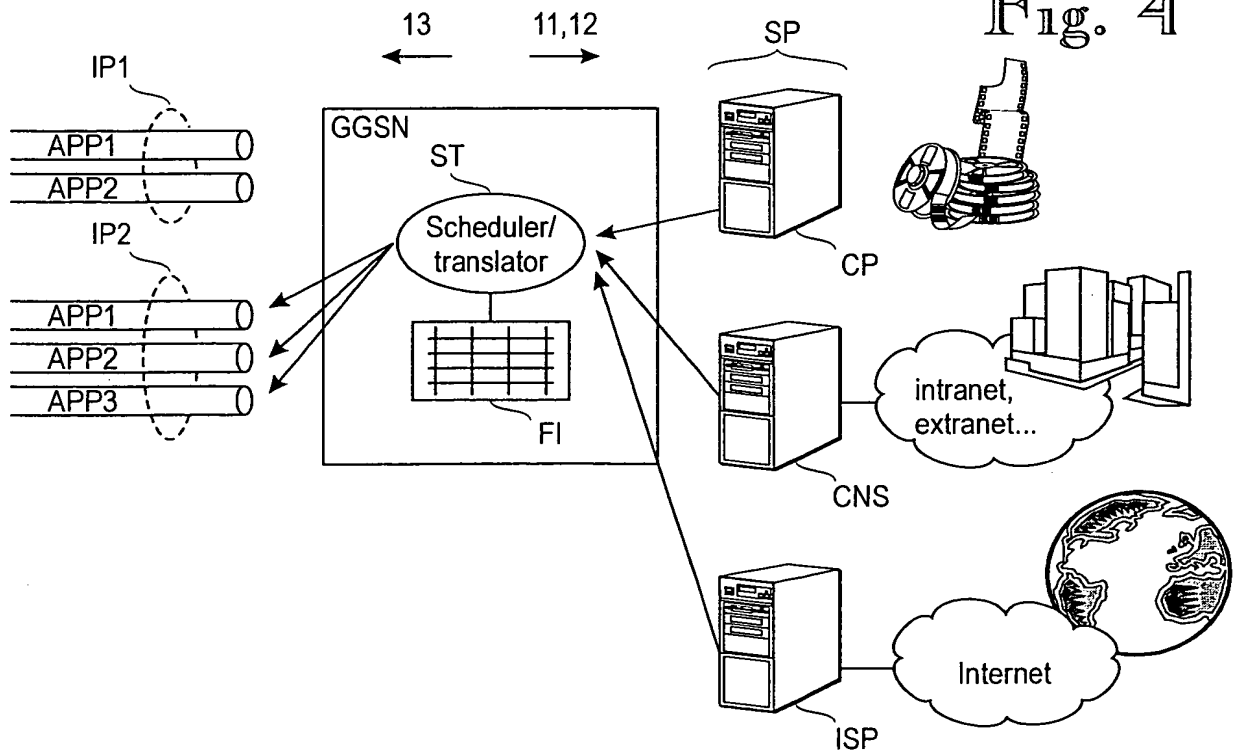 Fig. 4
13
11,12
SP
IP1
APP1
APP2
GGSN
ST
Scheduler/
translator
CP
IP2
APP1
APP2
APP3
FI
intranet,
extranet...
CNS
Internet
ISP